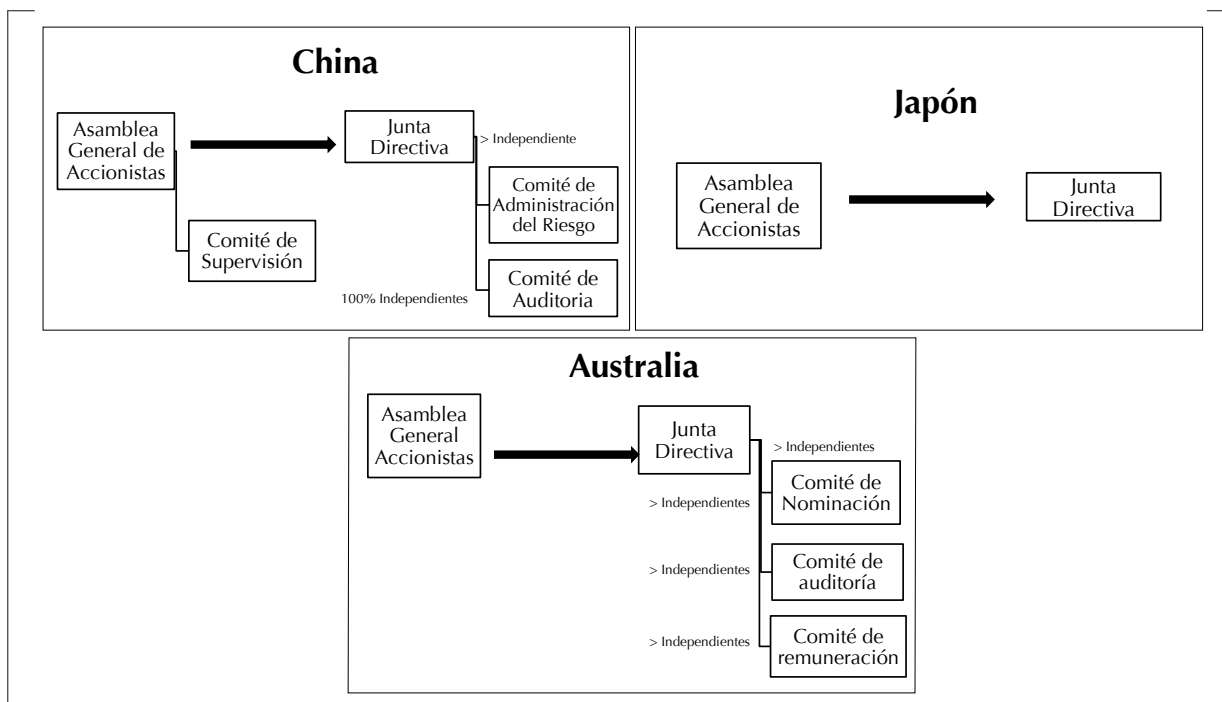 China
Asamblea
General de
Accionistas
Junta
Directiva
> Independiente
Comité de
Administración
del Riesgo
Comité de
Supervisión
100% Independientes
Comité de
Auditoria
Japón
Asamblea
General de
Accionistas
Junta
Directiva
Australia
Asamblea
General
Accionistas
Junta
Directiva
> Independientes
Comité de
Nominación
> Independientes
> Independientes
Comité de
auditoría
> Independientes
Comité de
remuneración